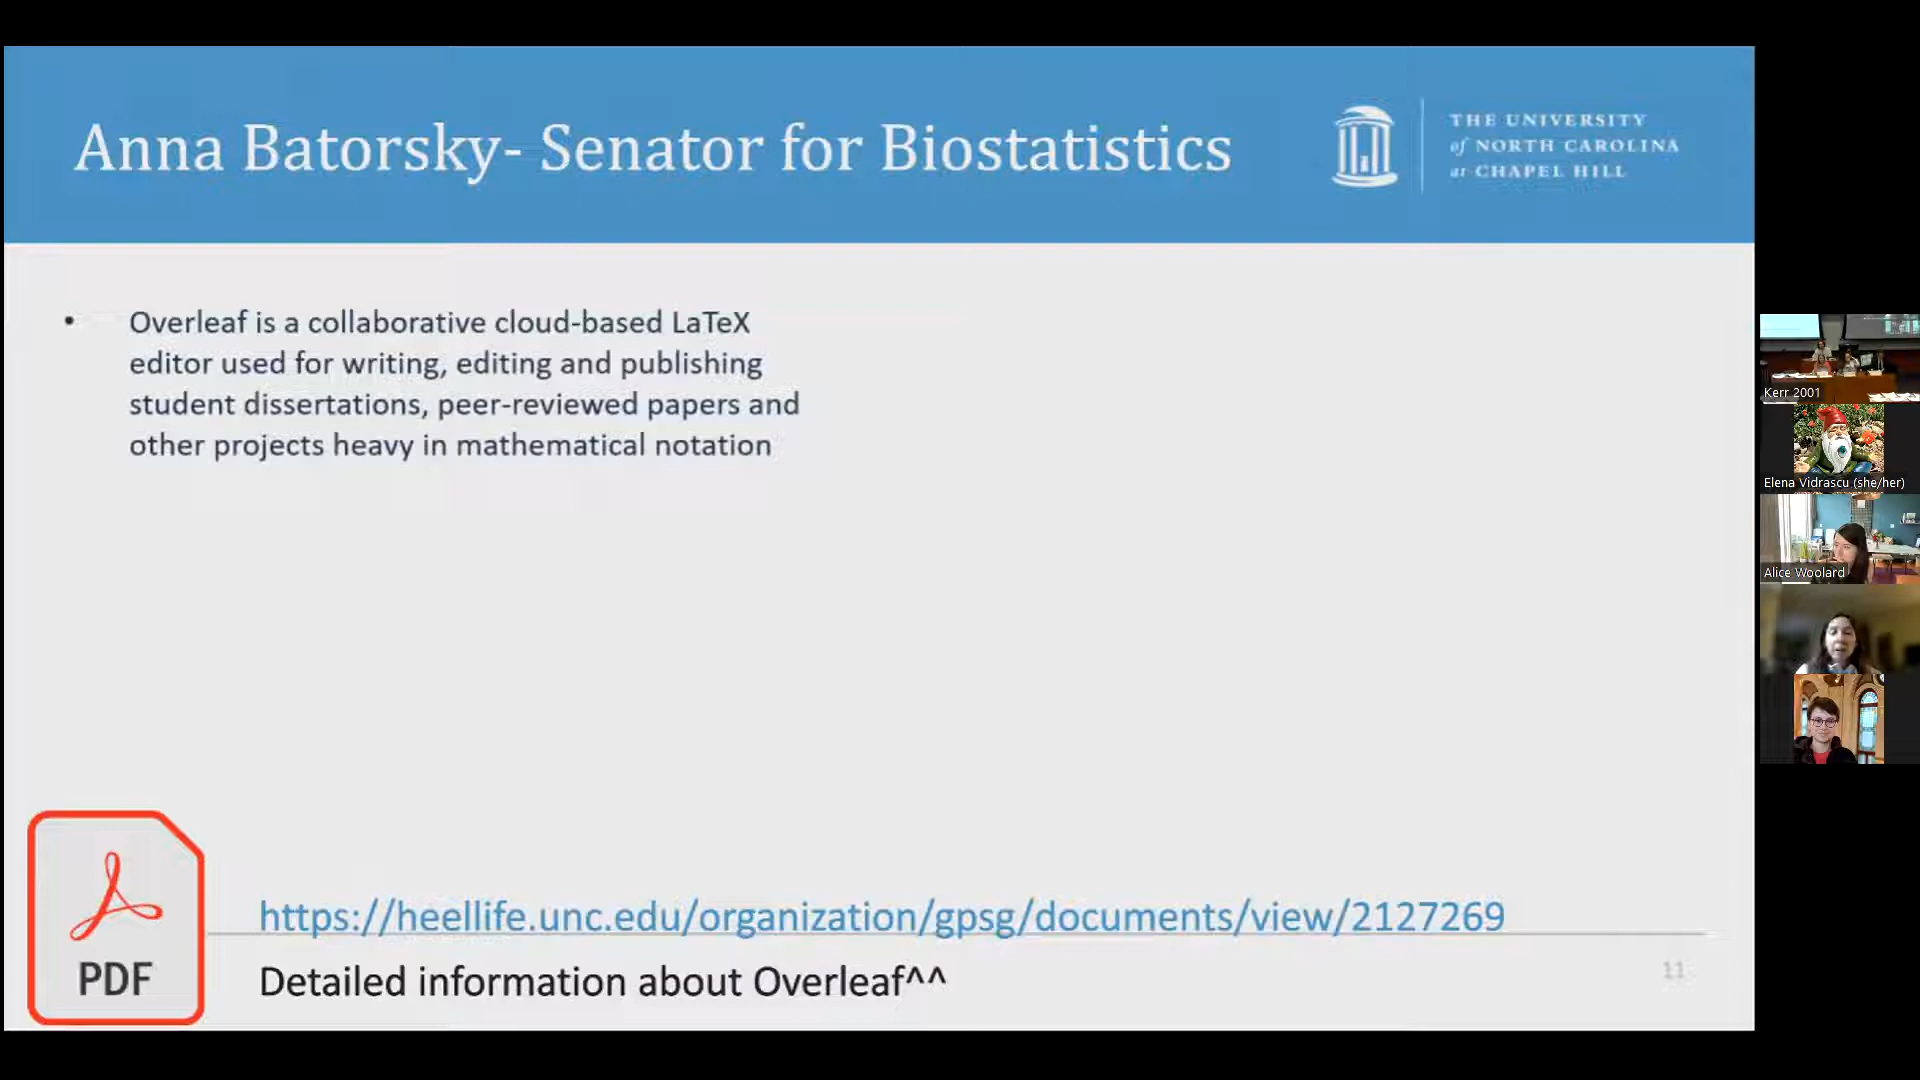 Anna Batorsky- Senator for Biostatistics
THE UNIVERSITY
of NORTH CAROLINA
at CHAPEL HILL
• Overleaf is a collaborative cloud-based LaTeX
editor used for writing, editing and publishing
student dissertations, peer-reviewed papers and
other projects heavy in mathematical notation
PDF
https://heellife.unc.edu/organization/gpsg/documents/view/2127269
Detailed information about Overleaf^^
11
Kerr 2001
Elena Vidrascu (she/her)
Alice Woolard